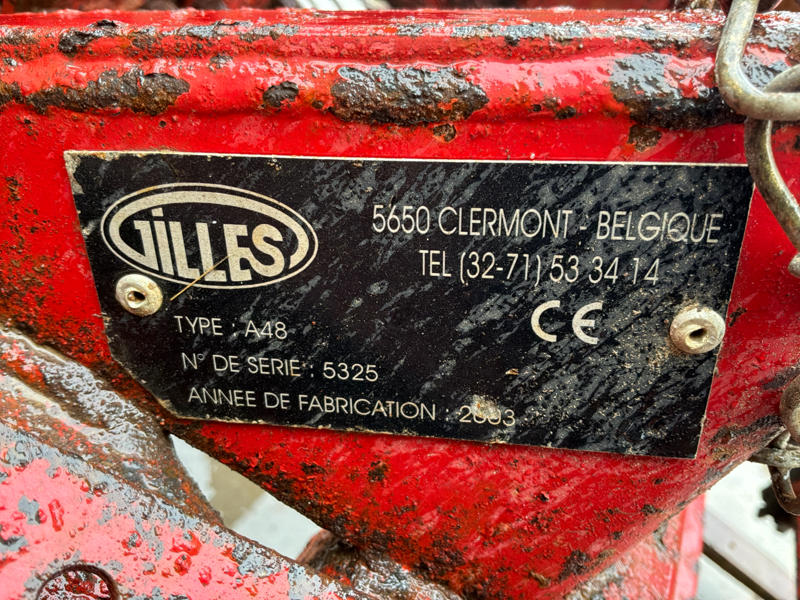 GILLES
5650 CLERMONT - BELGIQUE
TEL (32-71) 53 34 14
CE
TYPE : A48
N° DE SERIE : 5325
ANNEE DE FABRICATION : 2003